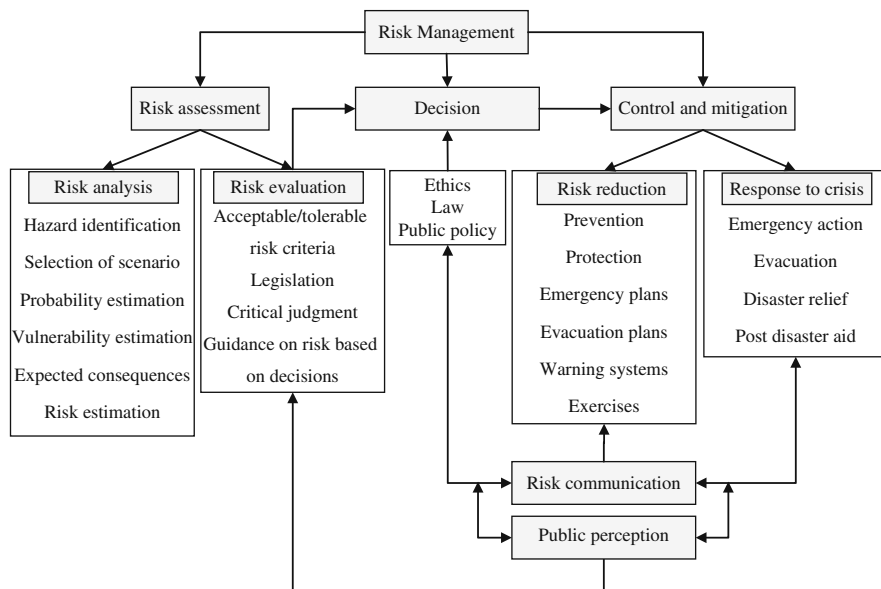 Risk Management
Risk assessment
Decision
Control and mitigation
Risk analysis
Hazard identification
Selection of scenario
Probability estimation
Vulnerability estimation
Expected consequences
Risk estimation
Risk evaluation
Acceptable/tolerable
risk criteria
Legislation
Critical judgment
Guidance on risk based
on decisions
Ethics
Law
Public policy
Risk reduction
Prevention
Protection
Emergency plans
Evacuation plans
Warning systems
Exercises
Response to crisis
Emergency action
Evacuation
Disaster relief
Post disaster aid
Risk communication
Public perception